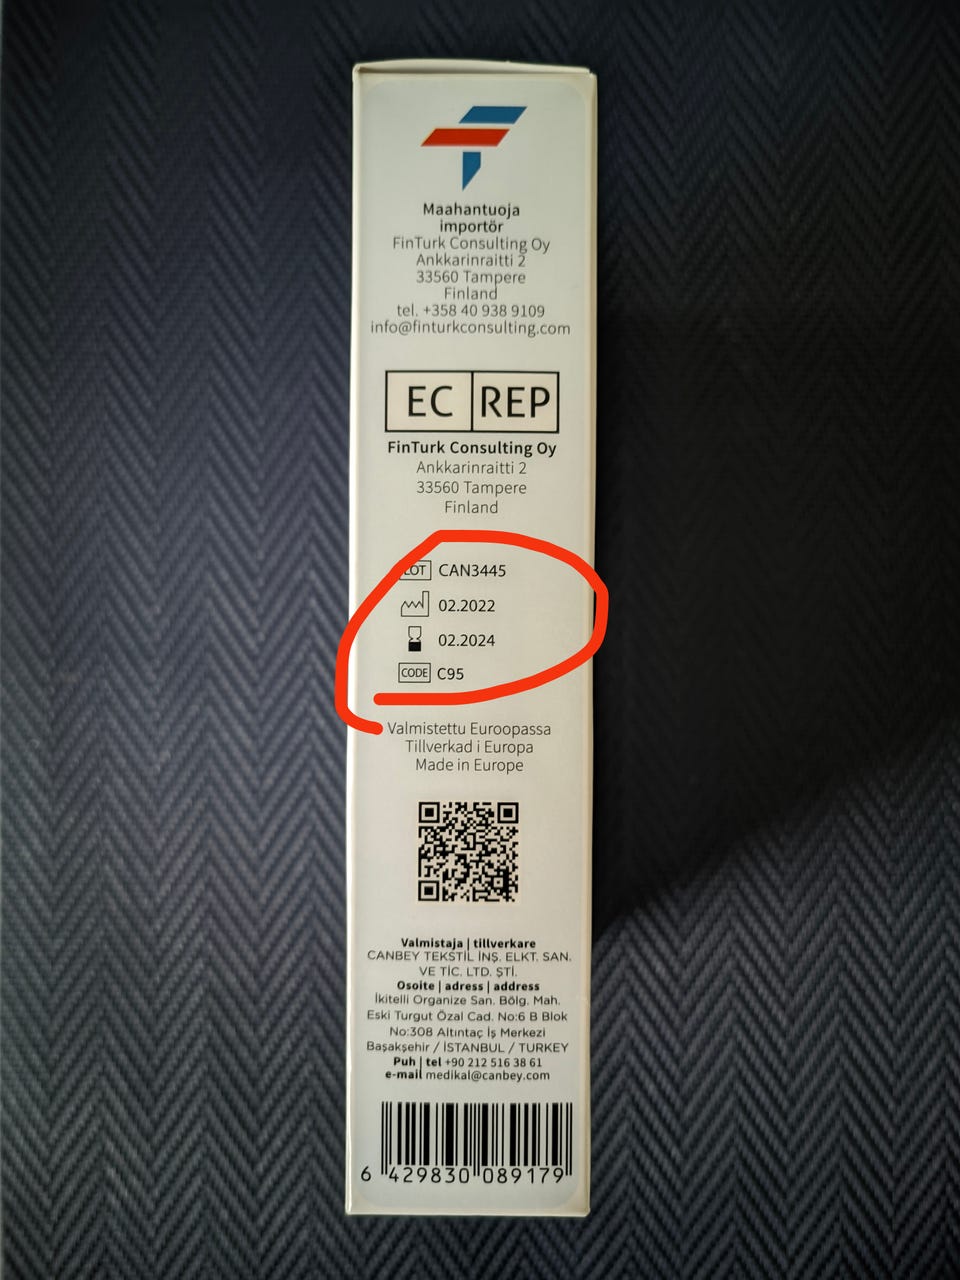 Maahantuoja
importör
FinTurk Consulting Oy
Ankkarinraitti 2
33560 Tampere
Finland
tel. +358 40 938 9109
info@finturkconsulting.com
EC REP
FinTurk Consulting Oy
Ankkarinraitti 2
33560 Tampere
Finland
LOT CAN3445
02.2022
02.2024
CODE C95
Valmistettu Euroopassa
Tillverkad i Europa
Made in Europe
Valmistaja | tillverkare
CANBEY TEKSTİL İNŞ. ELKT. SAN.
VE TİC. LTD. ŞTİ.
Osoite | adress | address
İkitelli Organize San. Bölg. Mah.
Eski Turgut Özal Cad. No:6 B Blok
No:308 Altıntaç İş Merkezi
Başakşehir / İSTANBUL / TURKEY
Puh | tel +90 212 516 38 61
e-mail medikal@canbey.com
6 429830 089179